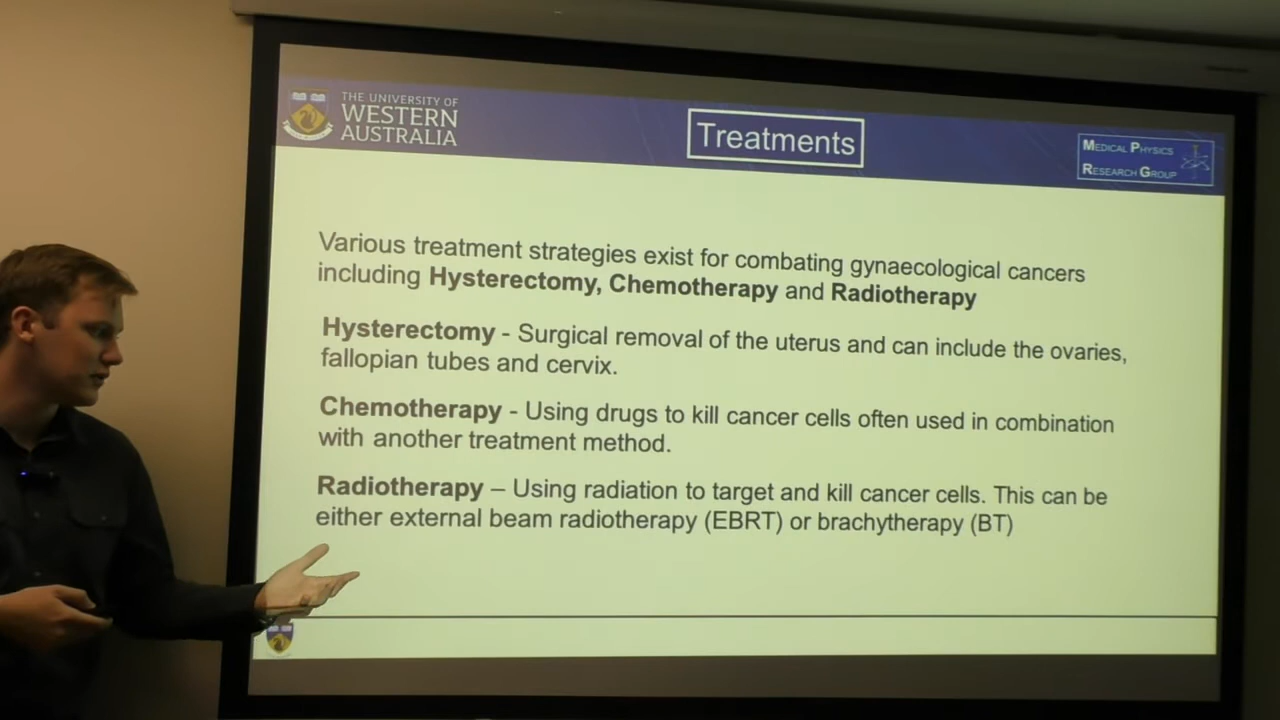 THE UNIVERSITY OF
WESTERN
AUSTRALIA
Treatments
MEDICAL PHYSICS
RESEARCH GROUP
Various treatment strategies exist for combating gynaecological cancers
including Hysterectomy, Chemotherapy and Radiotherapy
Hysterectomy - Surgical removal of the uterus and can include the ovaries,
fallopian tubes and cervix.
Chemotherapy - Using drugs to kill cancer cells often used in combination
with another treatment method.
Radiotherapy – Using radiation to target and kill cancer cells. This can be
either external beam radiotherapy (EBRT) or brachytherapy (BT)